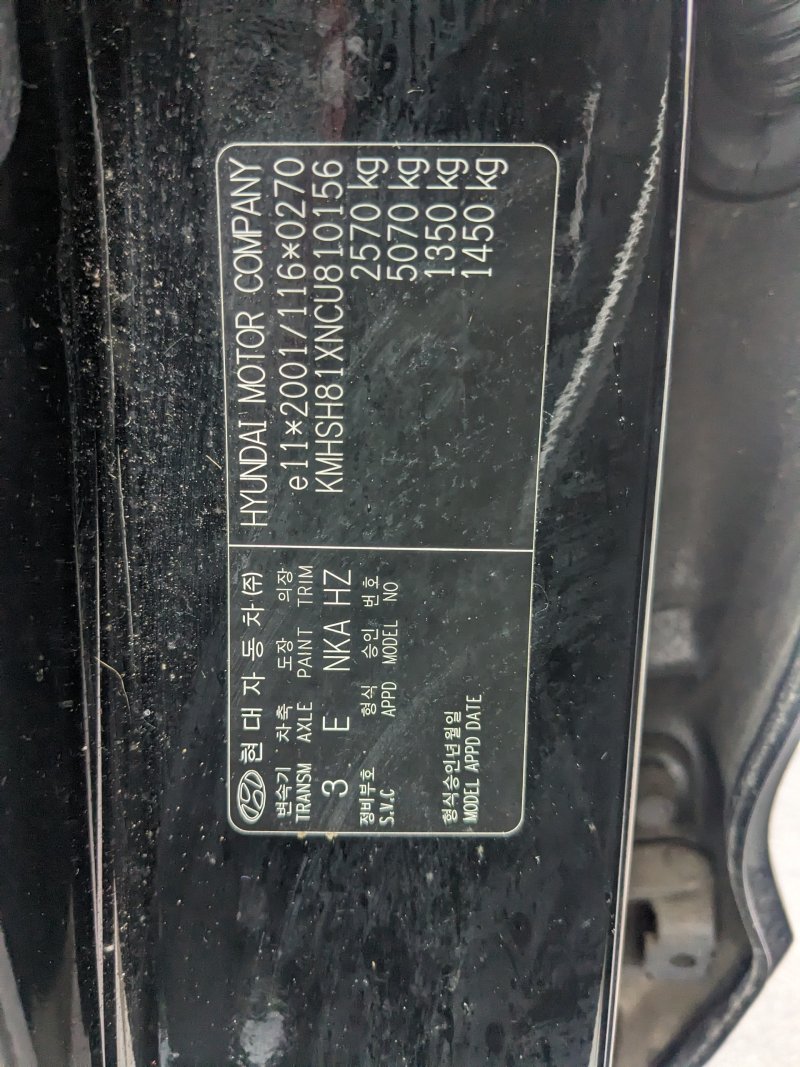 현대자동차(주)
변속기 차축 도장 의장
TRANSM AXLE PAINT TRIM
3 E NKA HZ
정비부호 형식 승인 번호
S.V.C APPD MODEL NO
형식승인년월일
MODEL APPD DATE
HYUNDAI MOTOR COMPANY
e11*2001/116*0270
KMHSH81XNCU810156
2570 kg
5070 kg
1350 kg
1450 kg